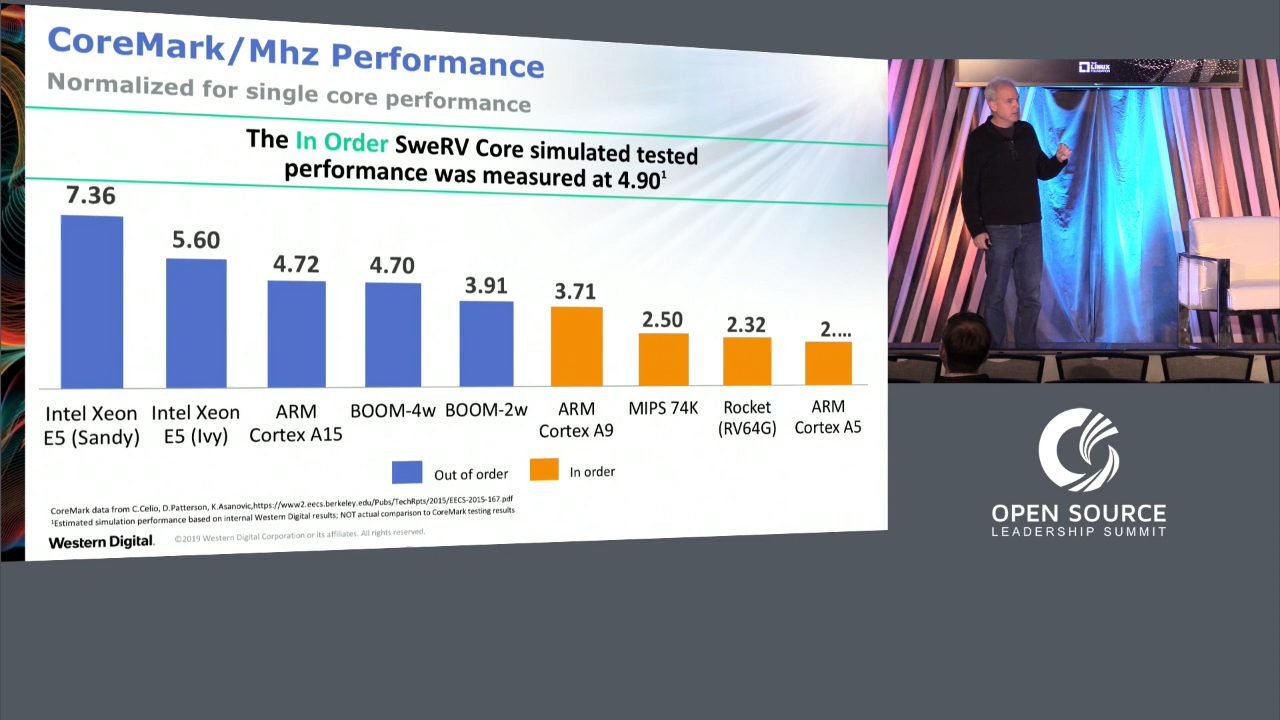 CoreMark/Mhz Performance
Normalized for single core performance
The In Order SweRV Core simulated tested
performance was measured at 4.90¹
7.36
5.60
4.72
4.70
3.91
3.71
2.50
2.32
2....
Intel Xeon
E5 (Sandy)
Intel Xeon
E5 (Ivy)
ARM
Cortex A15
BOOM-4w
BOOM-2w
ARM
Cortex A9
MIPS 74K
Rocket
(RV64G)
ARM
Cortex A5
Out of order
In order
CoreMark data from C.Celio, D.Patterson, K.Asanovic,https://www2.eecs.berkeley.edu/Pubs/TechRpts/2015/EECS-2015-167.pdf
¹Estimated simulation performance based on internal Western Digital results; NOT actual comparison to CoreMark testing results
Western Digital.
©2019 Western Digital Corporation or its affiliates. All rights reserved.
THE
LINUX
FOUNDATION
OPEN SOURCE
LEADERSHIP SUMMIT